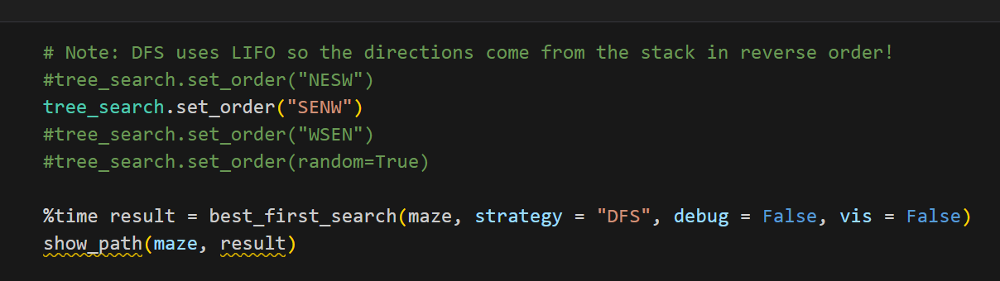 # Note: DFS uses LIFO so the directions come from the stack in reverse order!
#tree_search.set_order("NESW")
tree_search.set_order("SENW")
#tree_search.set_order("WSEN")
#tree_search.set_order(random=True)
%time result = best_first_search(maze, strategy = "DFS", debug = False, vis = False)
show_path(maze, result)